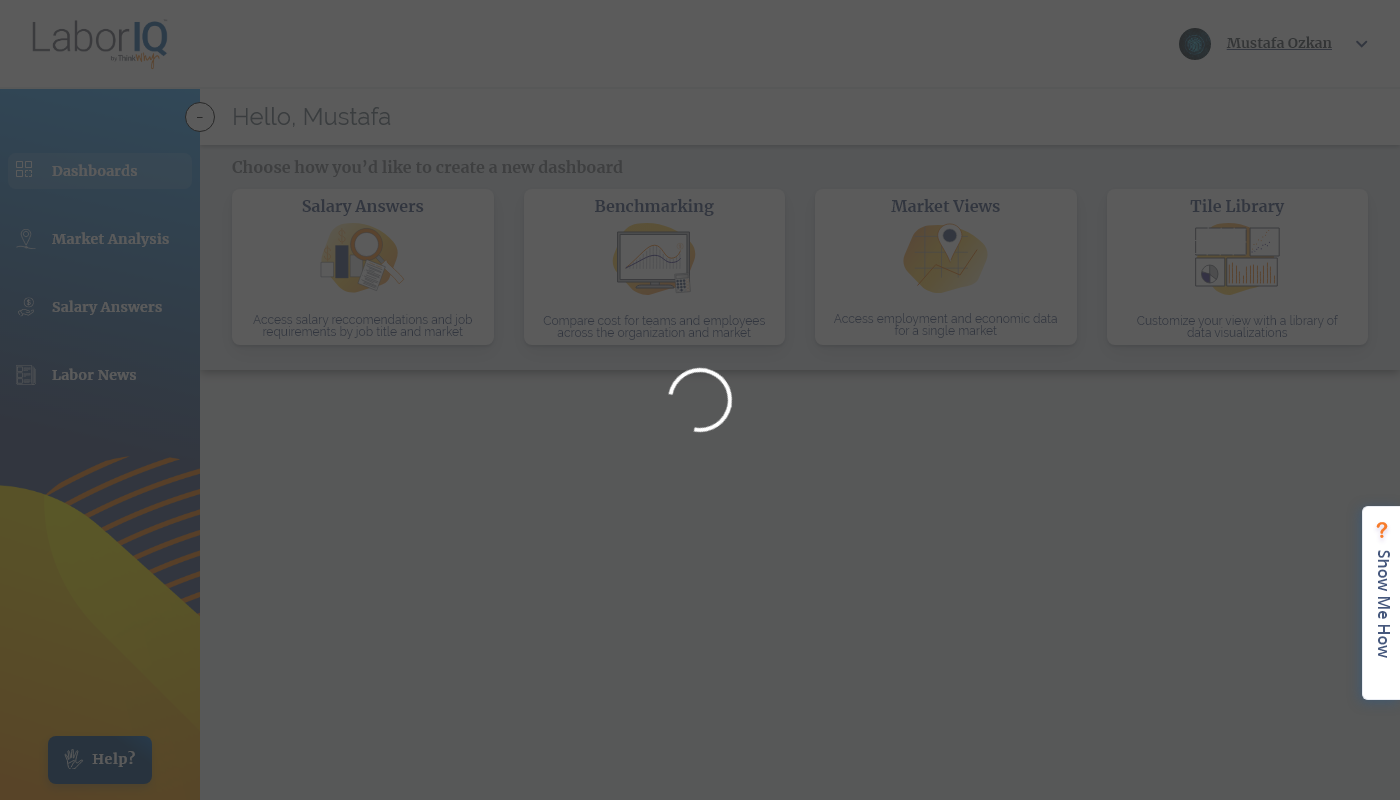 LaborIQ
by ThinkWhy
Mustafa Ozkan
Hello, Mustafa
Dashboards
Market Analysis
Salary Answers
Labor News
Help?
Choose how you'd like to create a new dashboard
Salary Answers
Access salary reccomendations and job
requirements by job title and market
Benchmarking
Compare cost for teams and employees
across the organization and market
Market Views
Access employment and economic data
for a single market
Tile Library
Customize your view with a library of
data visualizations
? Show Me How